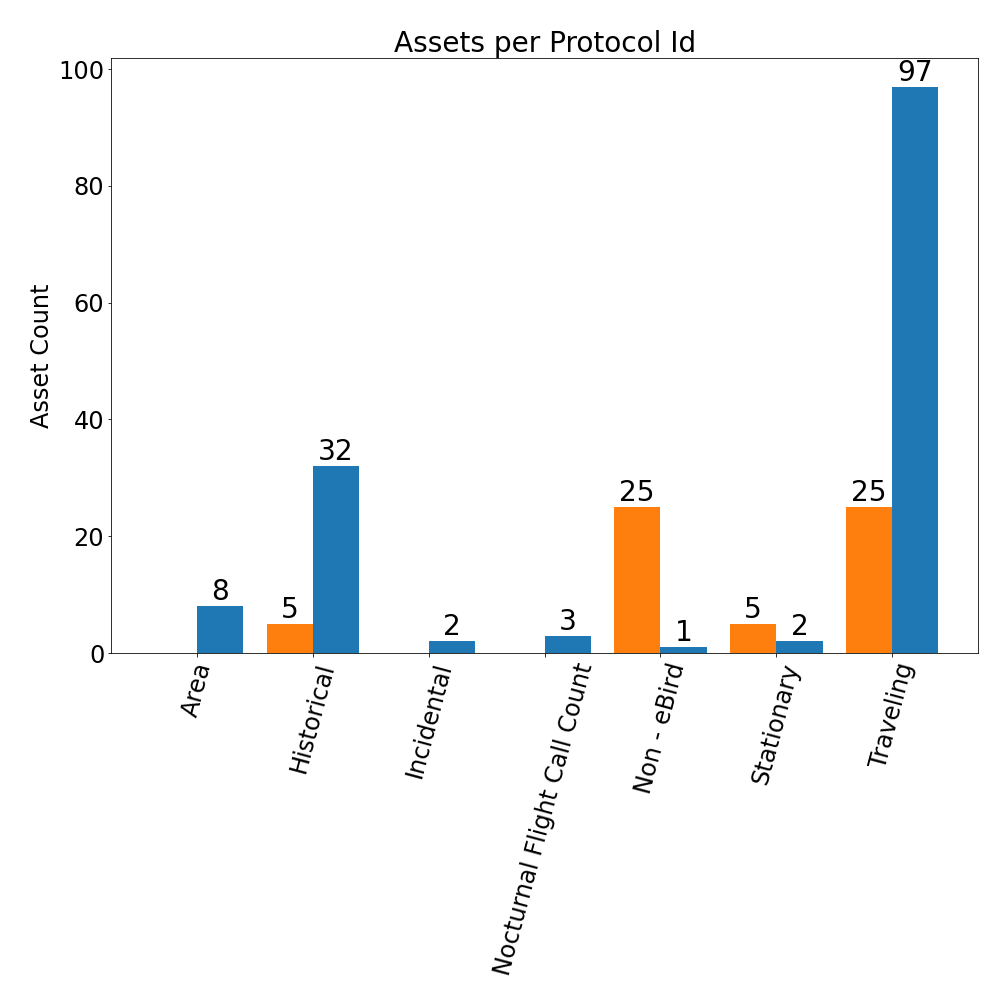 Assets per Protocol Id
Asset Count
100
80
60
40
20
0
8
5
32
2
3
25
1
5
2
25
97
Area
Historical
Incidental
Nocturnal Flight Call Count
Non - eBird
Stationary
Traveling